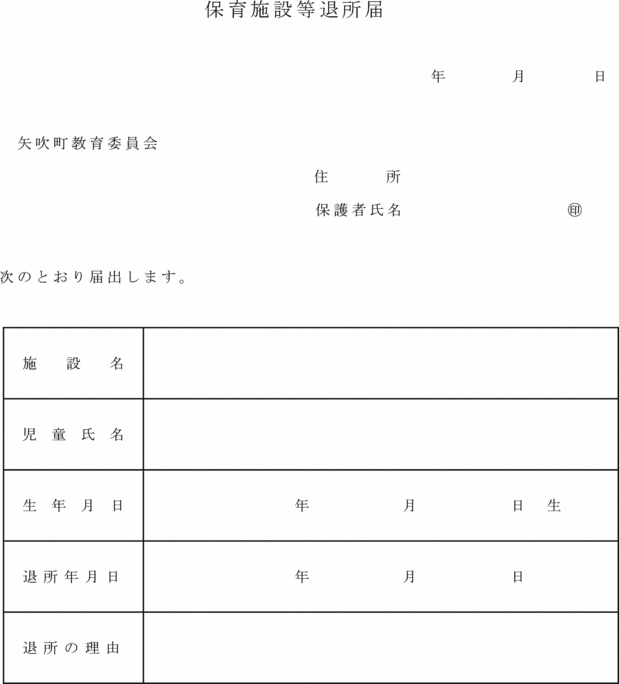 保育施設等退所届
年 月 日
矢吹町教育委員会
住 所
保護者氏名 ㊞
次のとおり届出します。
施 設 名
児 童 氏 名
生 年 月 日 年 月 日 生
退所年月日 年 月 日
退所の理由